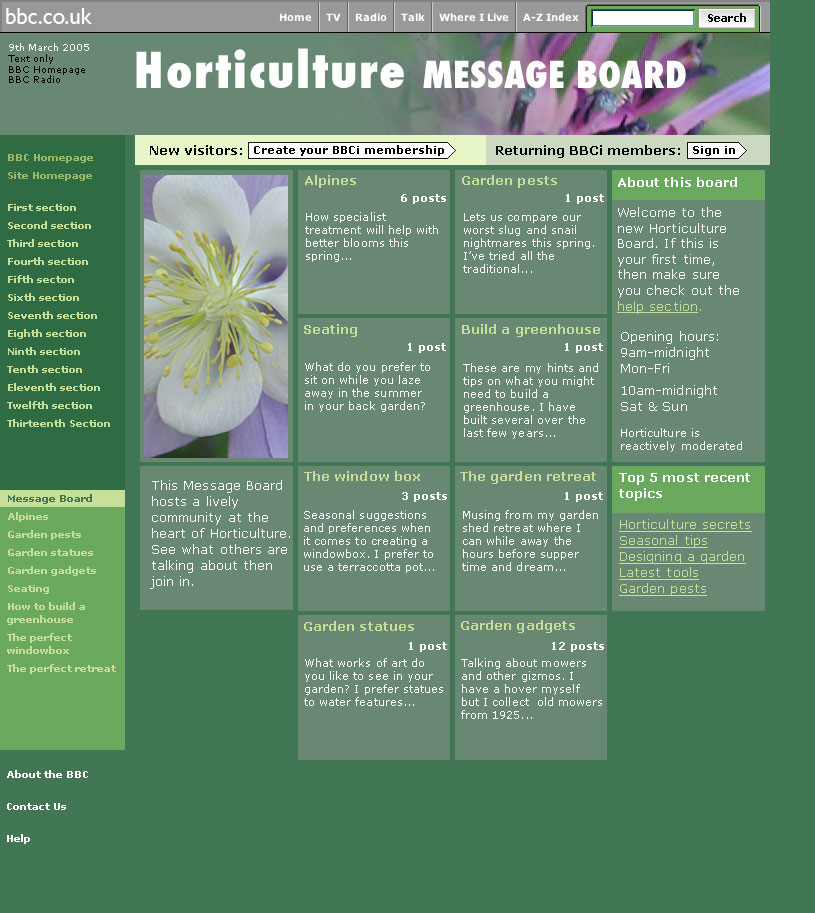 bbc.co.uk
Home
TV
Radio
Talk
Where I Live
A-Z Index
Search
9th March 2005
Text only
BBC Homepage
BBC Radio
Horticulture MESSAGE BOARD
New visitors: Create your BBCi membership
Returning BBCi members: Sign in
BBC Homepage
Site Homepage
First section
Second section
Third section
Fourth section
Fifth secton
Sixth section
Seventh section
Eighth section
Ninth section
Tenth section
Eleventh section
Twelfth section
Thirteenth Section
Message Board
Alpines
Garden pests
Garden statues
Garden gadgets
Seating
How to build a
greenhouse
The perfect
windowbox
The perfect retreat
About the BBC
Contact Us
Help
This Message Board
hosts a lively
community at the
heart of Horticulture.
See what others are
talking about then
join in.
Alpines
6 posts
How specialist
treatment will help with
better blooms this
spring...
Garden pests
1 post
Lets us compare our
worst slug and snail
nightmares this spring.
I've tried all the
traditional...
Seating
1 post
What do you prefer to
sit on while you laze
away in the summer
in your back garden?
Build a greenhouse
1 post
These are my hints and
tips on what you might
need to build a
greenhouse. I have
built several over the
last few years...
The window box
3 posts
Seasonal suggestions
and preferences when
it comes to creating a
windowbox. I prefer to
use a terraccotta pot...
The garden retreat
1 post
Musing from my garden
shed retreat where I
can while away the
hours before supper
time and dream...
Garden statues
1 post
What works of art do
you like to see in your
garden? I prefer statues
to water features...
Garden gadgets
12 posts
Talking about mowers
and other gizmos. I
have a hover myself
but I collect old mowers
from 1925...
About this board
Welcome to the
new Horticulture
Board. If this is
your first time,
then make sure
you check out the
help section.
Opening hours:
9am-midnight
Mon-Fri
10am-midnight
Sat & Sun
Horticulture is
reactively moderated
Top 5 most recent
topics
Horticulture secrets
Seasonal tips
Designing a garden
Latest tools
Garden pests